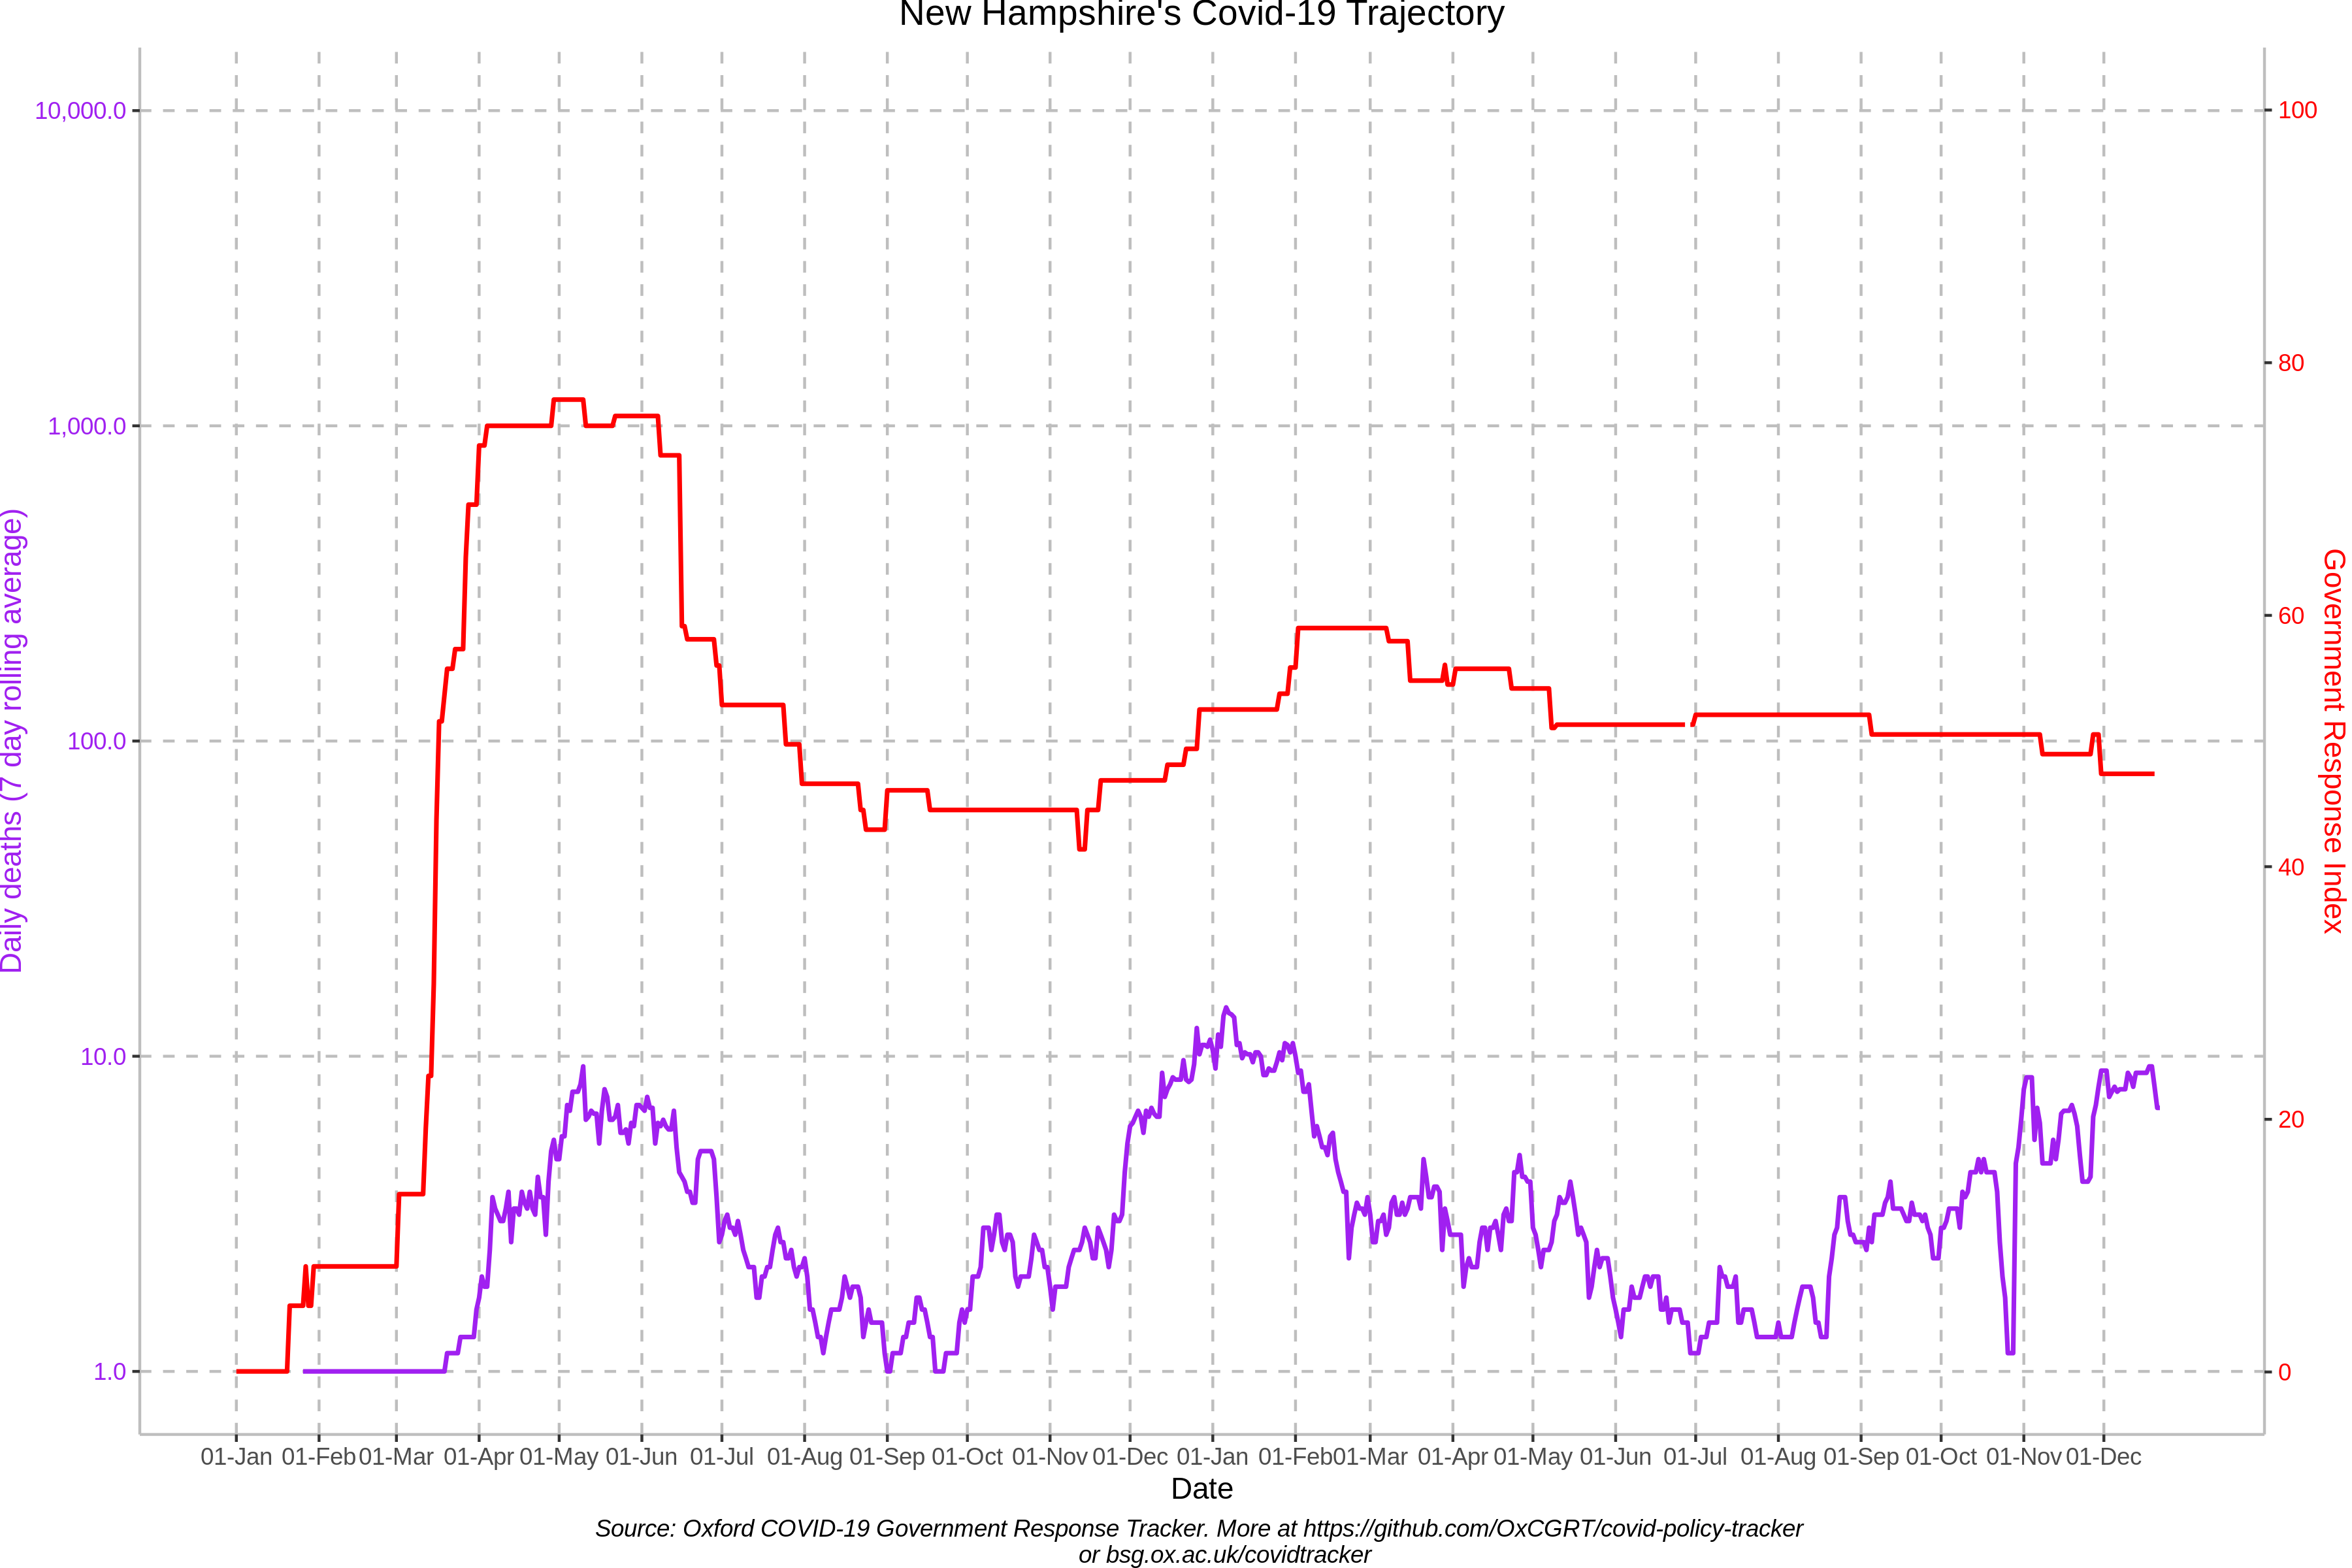 New Hampshire's Covid-19 Trajectory
10,000.0
1,000.0
100.0
10.0
1.0
Daily deaths (7 day rolling average)
100
80
60
40
20
0
Government Response Index
01-Jan 01-Feb 01-Mar 01-Apr 01-May 01-Jun 01-Jul 01-Aug 01-Sep 01-Oct 01-Nov 01-Dec 01-Jan 01-Feb 01-Mar 01-Apr 01-May 01-Jun 01-Jul 01-Aug 01-Sep 01-Oct 01-Nov 01-Dec
Date
Source: Oxford COVID-19 Government Response Tracker. More at https://github.com/OxCGRT/covid-policy-tracker
or bsg.ox.ac.uk/covidtracker